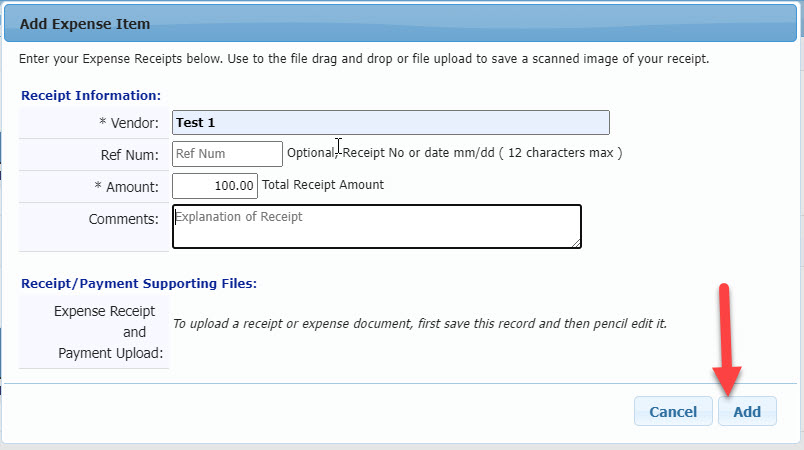 Add Expense Item
Enter your Expense Receipts below. Use to the file drag and drop or file upload to save a scanned image of your receipt.
Receipt Information:
* Vendor: Test 1
Ref Num: Ref Num Optional, Receipt No or date mm/dd ( 12 characters max )
* Amount: 100.00 Total Receipt Amount
Comments: Explanation of Receipt
Receipt/Payment Supporting Files:
Expense Receipt
and
Payment Upload:
To upload a receipt or expense document, first save this record and then pencil edit it.
Cancel Add